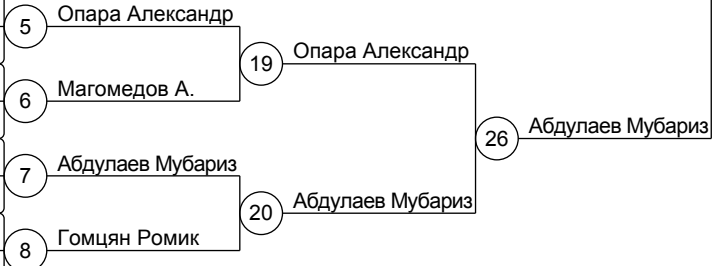 5 Опара Александр
19 Опара Александр
6 Магомедов А.
26 Абдулаев Мубариз
7 Абдулаев Мубариз
20 Абдулаев Мубариз
8 Гомцян Ромик